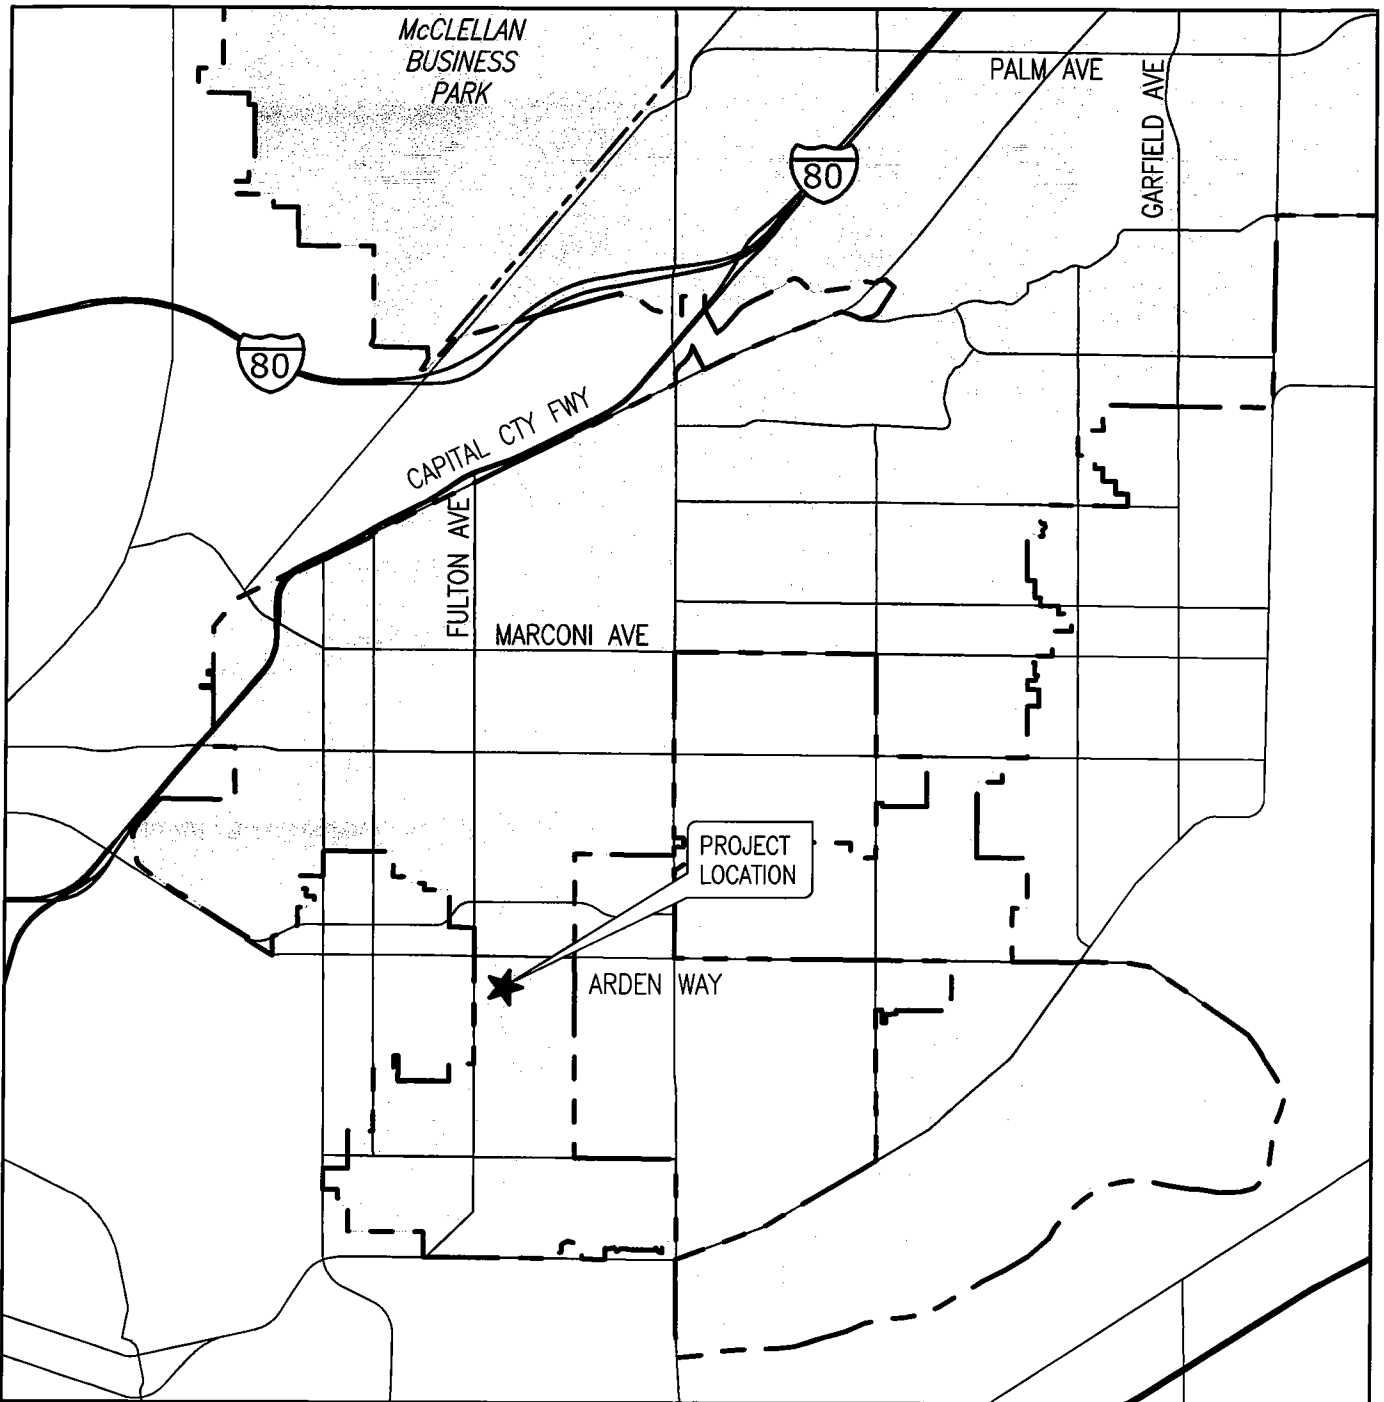 McCLELLAN
BUSINESS
PARK
PALM AVE
GARFIELD AVE
80
80
CAPITAL CTY FWY
FULTON AVE
MARCONI AVE
PROJECT
LOCATION
ARDEN WAY